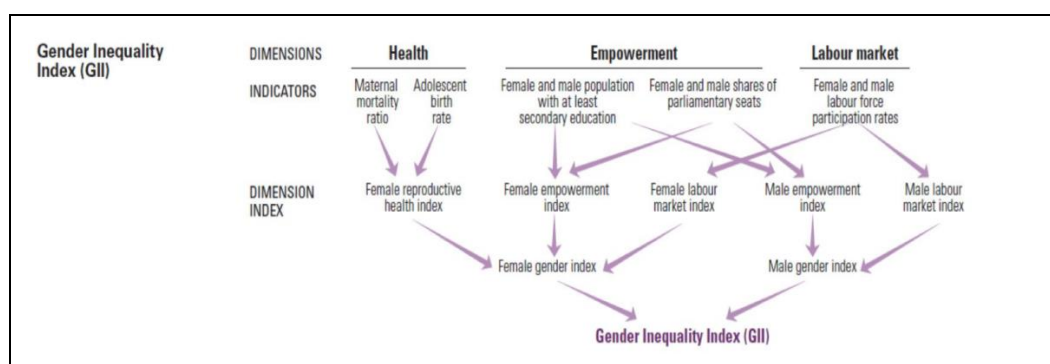 Gender Inequality
Index (GII)
DIMENSIONS
Health
Empowerment
Labour market
INDICATORS
Maternal
mortality
ratio
Adolescent
birth
rate
Female and male population
with at least
secondary education
Female and male shares of
parliamentary seats
Female and male
labour force
participation rates
DIMENSION
INDEX
Female reproductive
health index
Female empowerment
index
Female labour
market index
Male empowerment
index
Male labour
market index
Female gender index
Male gender index
Gender Inequality Index (GII)